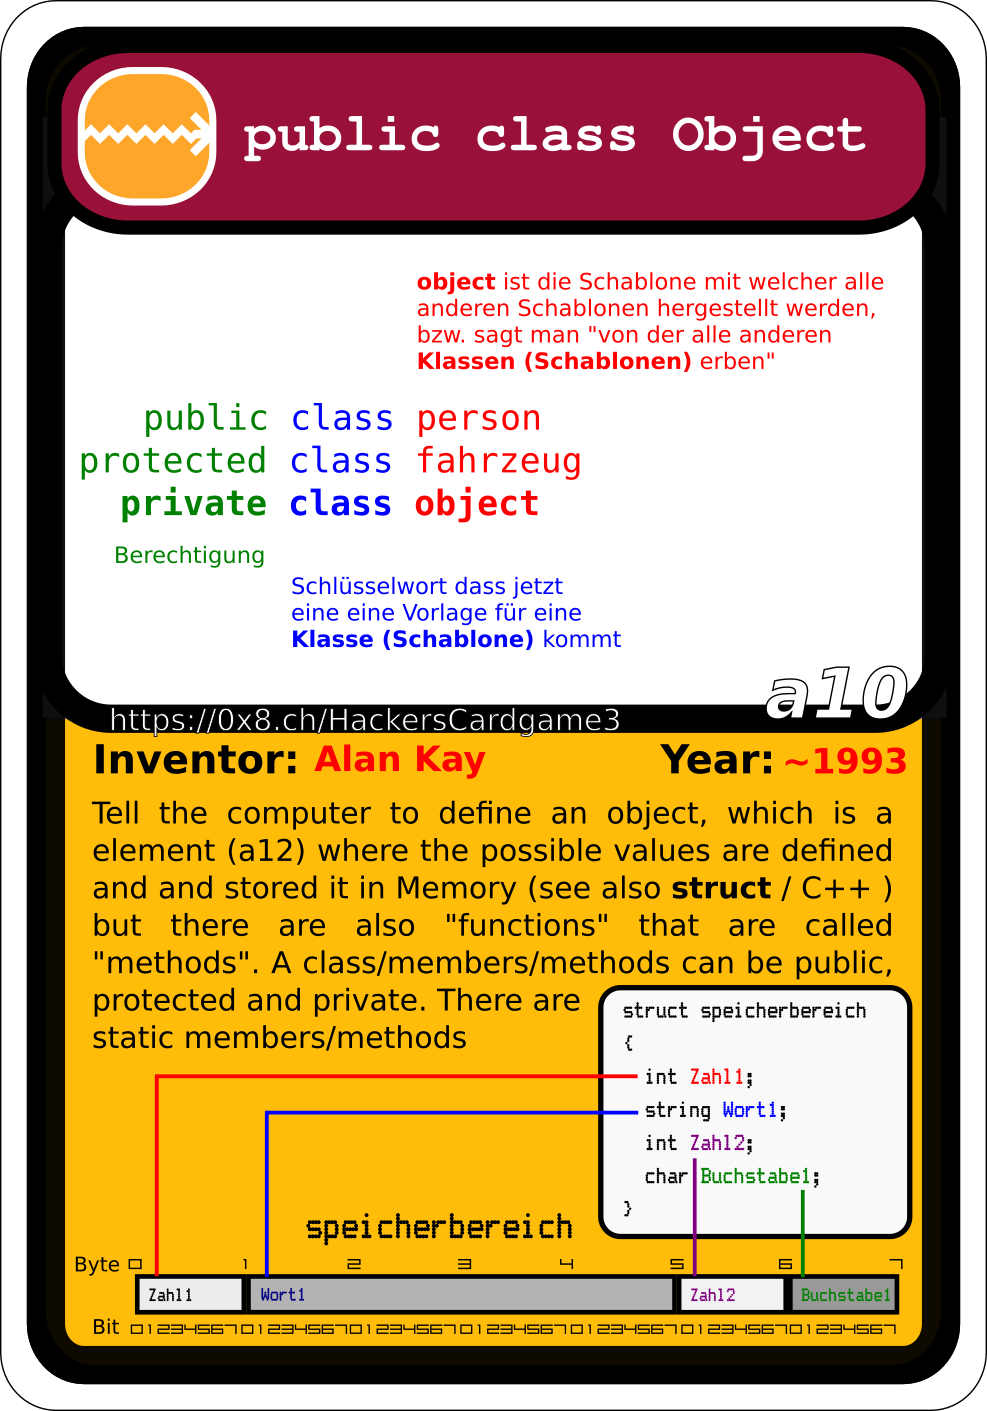 public class Object
object ist die Schablone mit welcher alle
anderen Schablonen hergestellt werden,
bzw. sagt man "von der alle anderen
Klassen (Schablonen) erben"
public class person
protected class fahrzeug
private class object
Berechtigung
Schlüsselwort dass jetzt
eine eine Vorlage für eine
Klasse (Schablone) kommt
a10
https://0x8.ch/HackersCardgame3
Inventor: Alan Kay Year: ~1993
Tell the computer to define an object, which is a
element (a12) where the possible values are defined
and and stored it in Memory (see also struct / C++ )
but there are also "functions" that are called
"methods". A class/members/methods can be public,
protected and private. There are
static members/methods
struct speicherbereich
{
int Zahl1;
string Wort1;
int Zahl2;
char Buchstabe1;
}
speicherbereich
Byte 0 1 2 3 4 5 6 7
Zahl1 Wort1 Zahl2 Buchstabe1
Bit 01234567012345670123456701234567012345670123456701234567